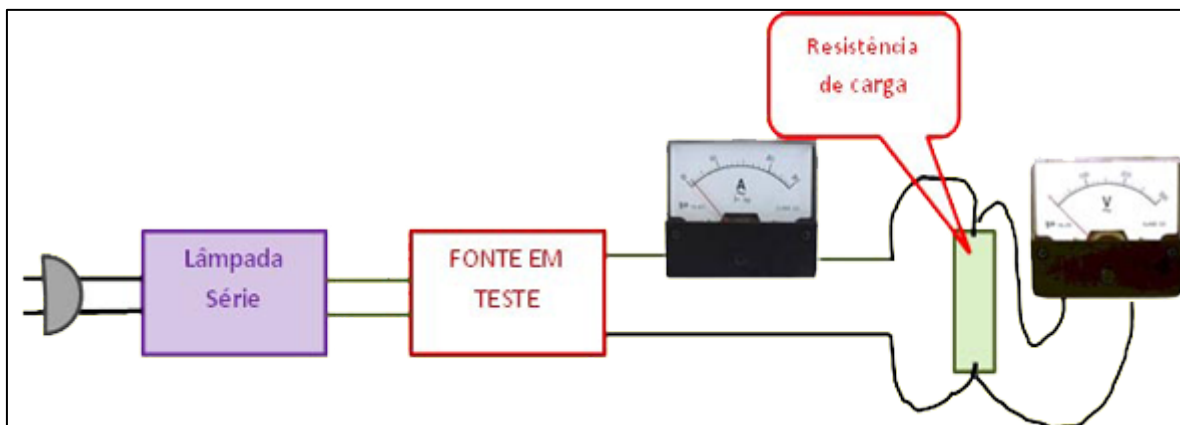 Resistência
de carga
A
V
Lâmpada
Série
FONTE EM
TESTE